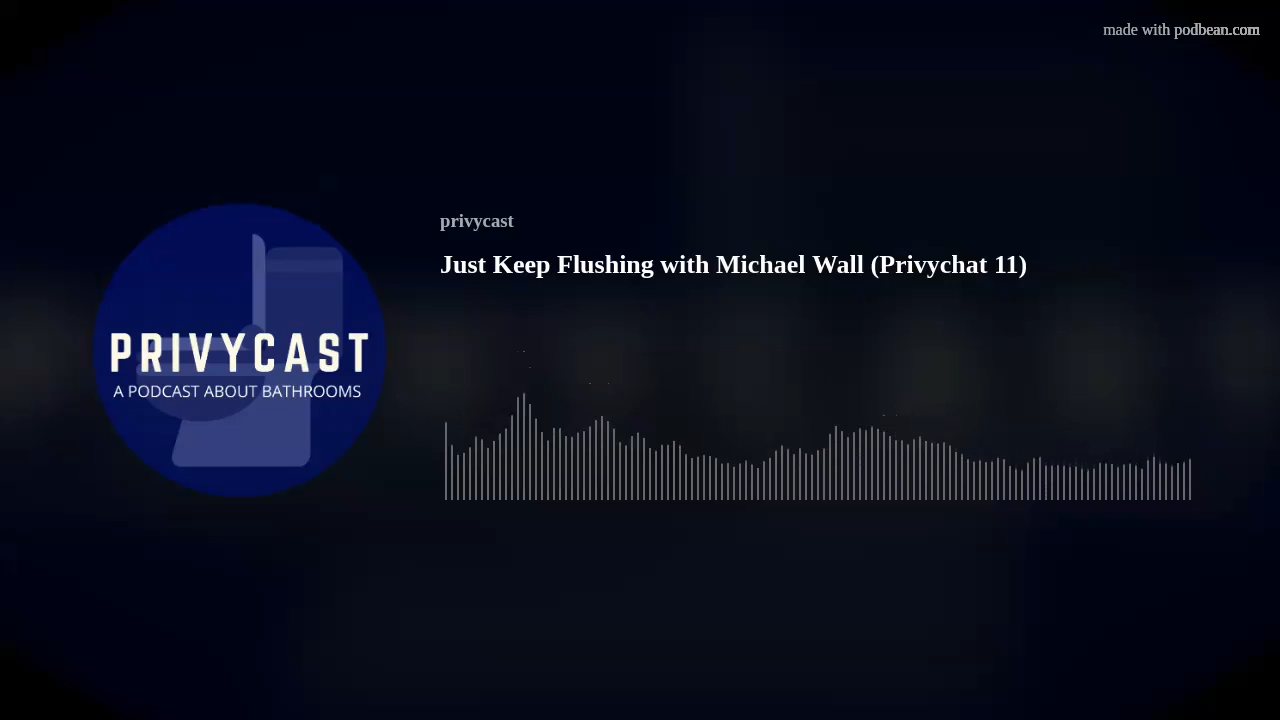 made with podbean.com
privycast
Just Keep Flushing with Michael Wall (Privychat 11)
PRIVYCAST
A PODCAST ABOUT BATHROOMS